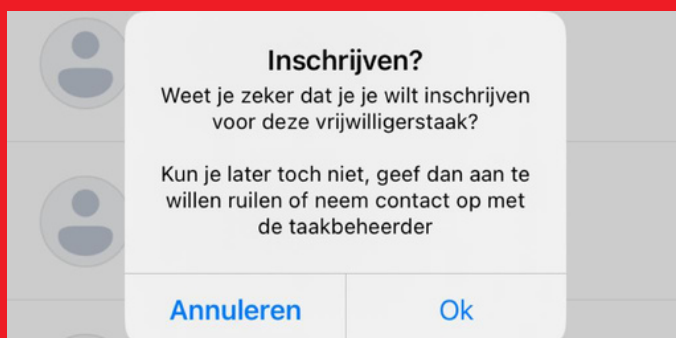 Inschrijven?
Weet je zeker dat je je wilt inschrijven
voor deze vrijwilligerstaak?
Kun je later toch niet, geef dan aan te
willen ruilen of neem contact op met
de taakbeheerder
Annuleren
Ok